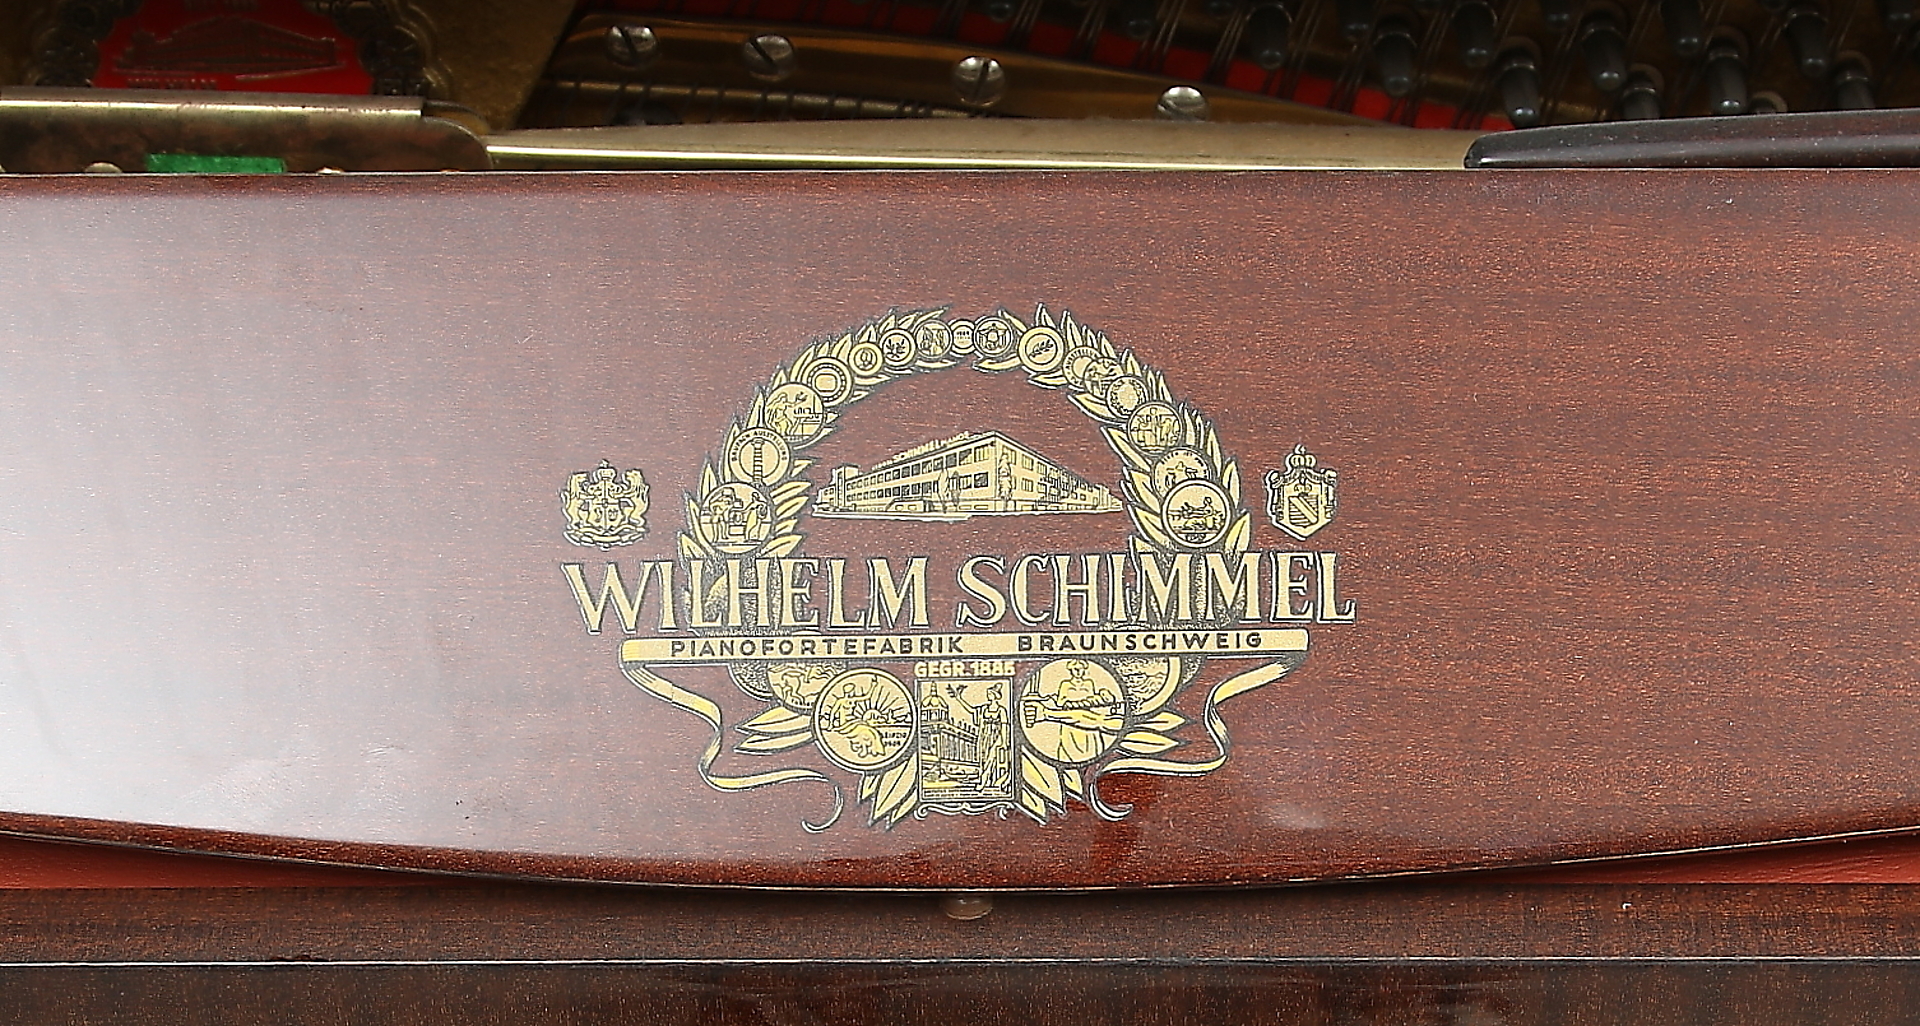 WILHELM SCHIMMEL
PIANOFORTEFABRIK BRAUNSCHWEIG
GEGR. 1885